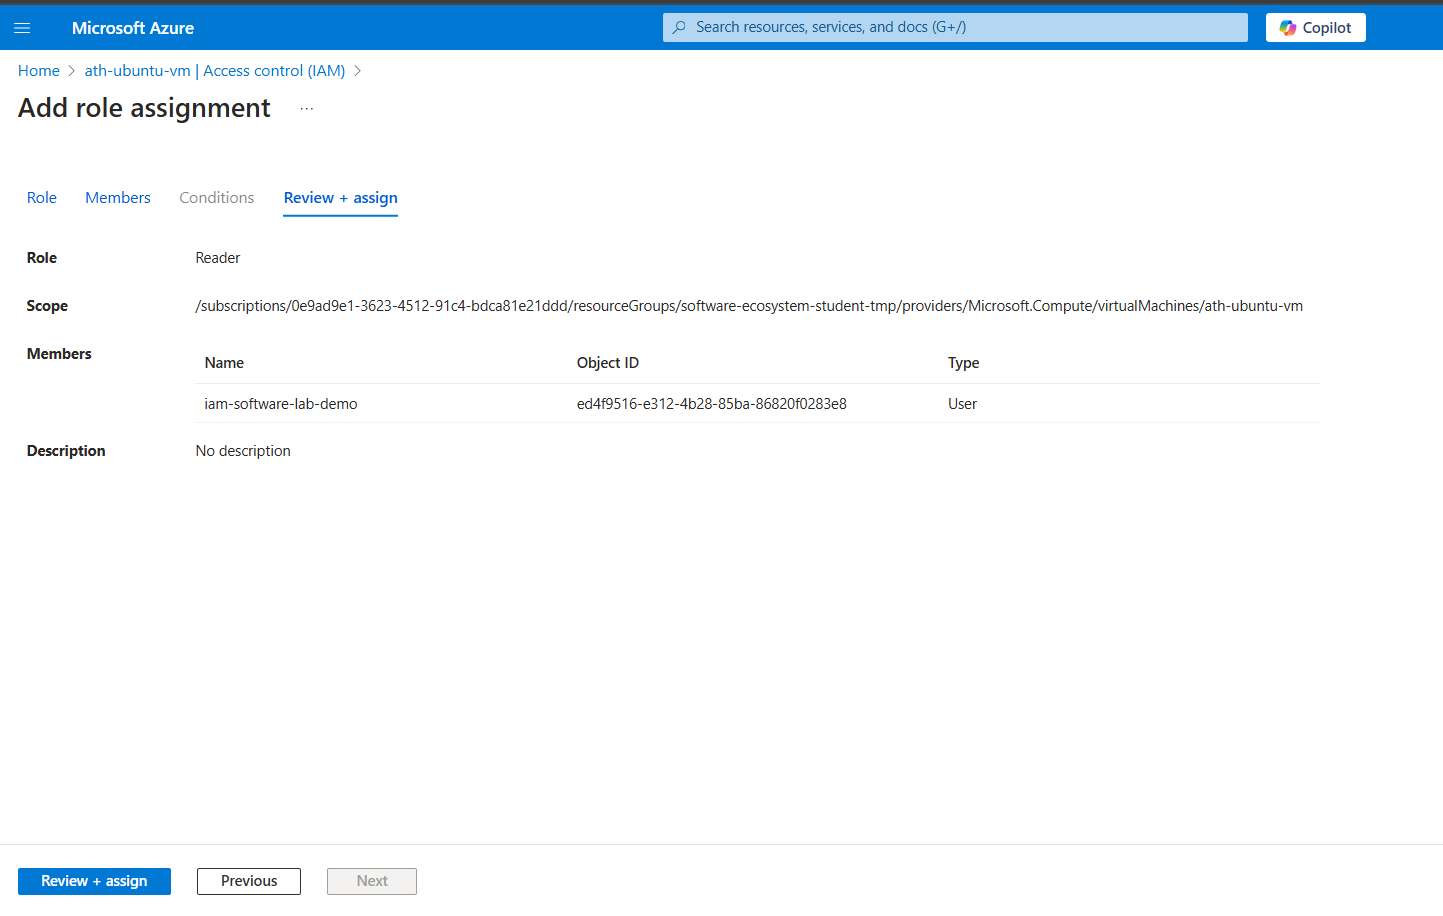 Microsoft Azure
Search resources, services, and docs (G+/)
Copilot
Home > ath-ubuntu-vm | Access control (IAM) >
Add role assignment ...
Role Members Conditions Review + assign
Role Reader
Scope /subscriptions/0e9ad9e1-3623-4512-91c4-bdca81e21ddd/resourceGroups/software-ecosystem-student-tmp/providers/Microsoft.Compute/virtualMachines/ath-ubuntu-vm
Members Name Object ID Type
iam-software-lab-demo ed4f9516-e312-4b28-85ba-86820f0283e8 User
Description No description
Review + assign Previous Next